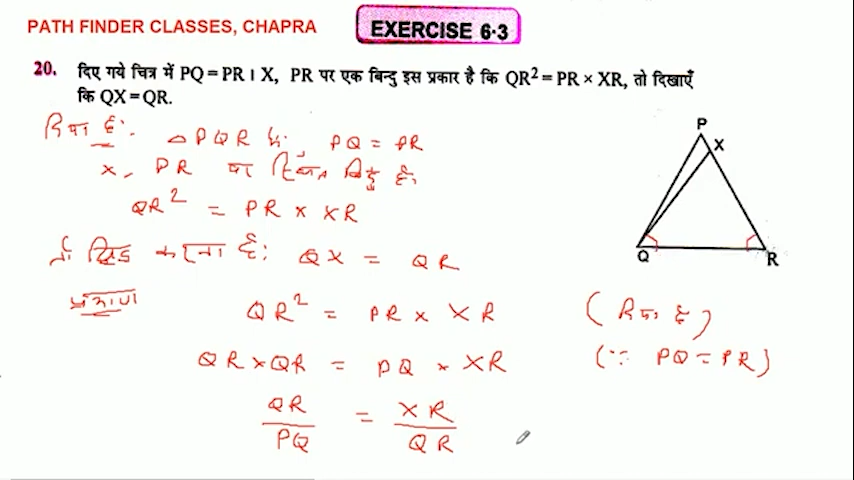 PATH FINDER CLASSES, CHAPRA
EXERCISE 6·3
20. दिए गये चित्र में PQ = PR । X, PR पर एक बिन्दु इस प्रकार है कि QR² = PR × XR, तो दिखाएँ
कि QX = QR.
दिया है:
△PQR में, PQ = PR
X, PR पर स्थित बिंदु है।
QR² = PR × XR
तो सिद्ध करना है: QX = QR
प्रमाण
QR² = PR × XR (दिया है)
QR × QR = PQ × XR (∵ PQ = PR)
QR/PQ = XR/QR
P
X
Q
R